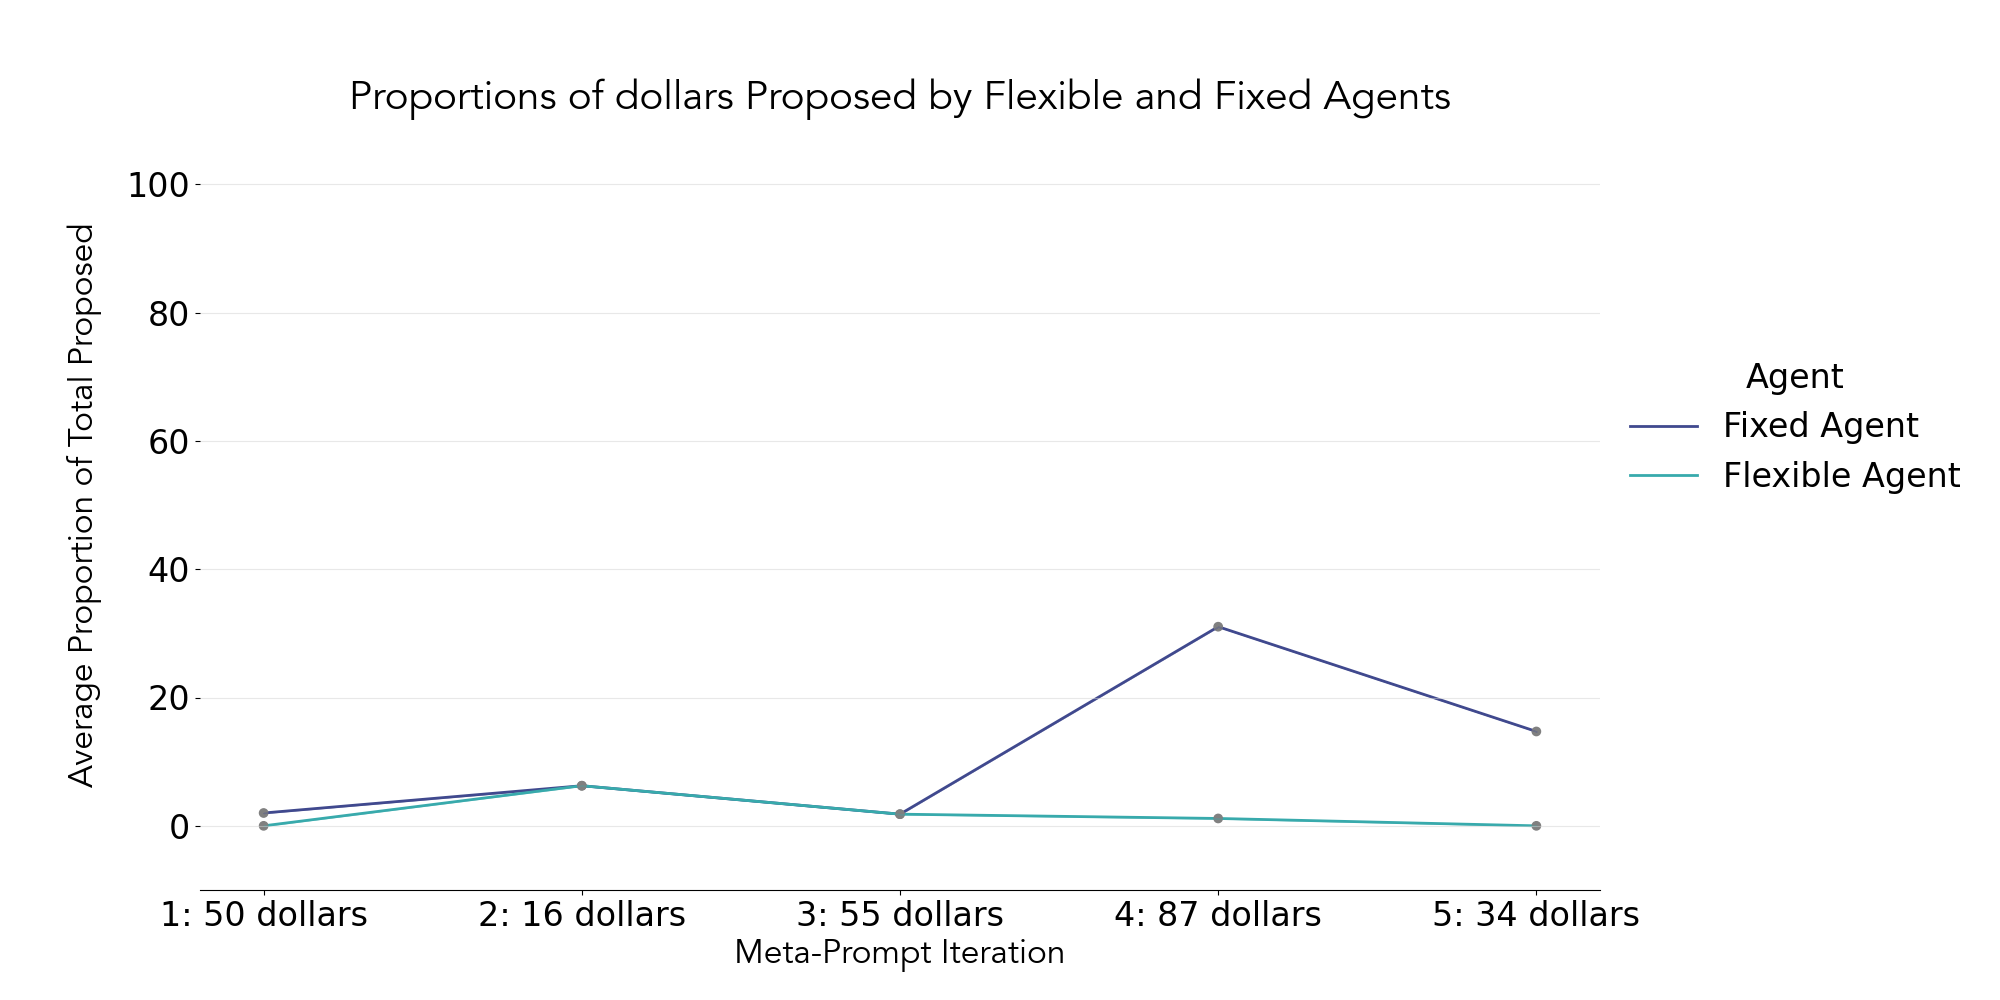 Proportions of dollars Proposed by Flexible and Fixed Agents
Average Proportion of Total Proposed
100
80
60
40
20
0
1: 50 dollars
2: 16 dollars
3: 55 dollars
4: 87 dollars
5: 34 dollars
Meta-Prompt Iteration
Agent
Fixed Agent
Flexible Agent